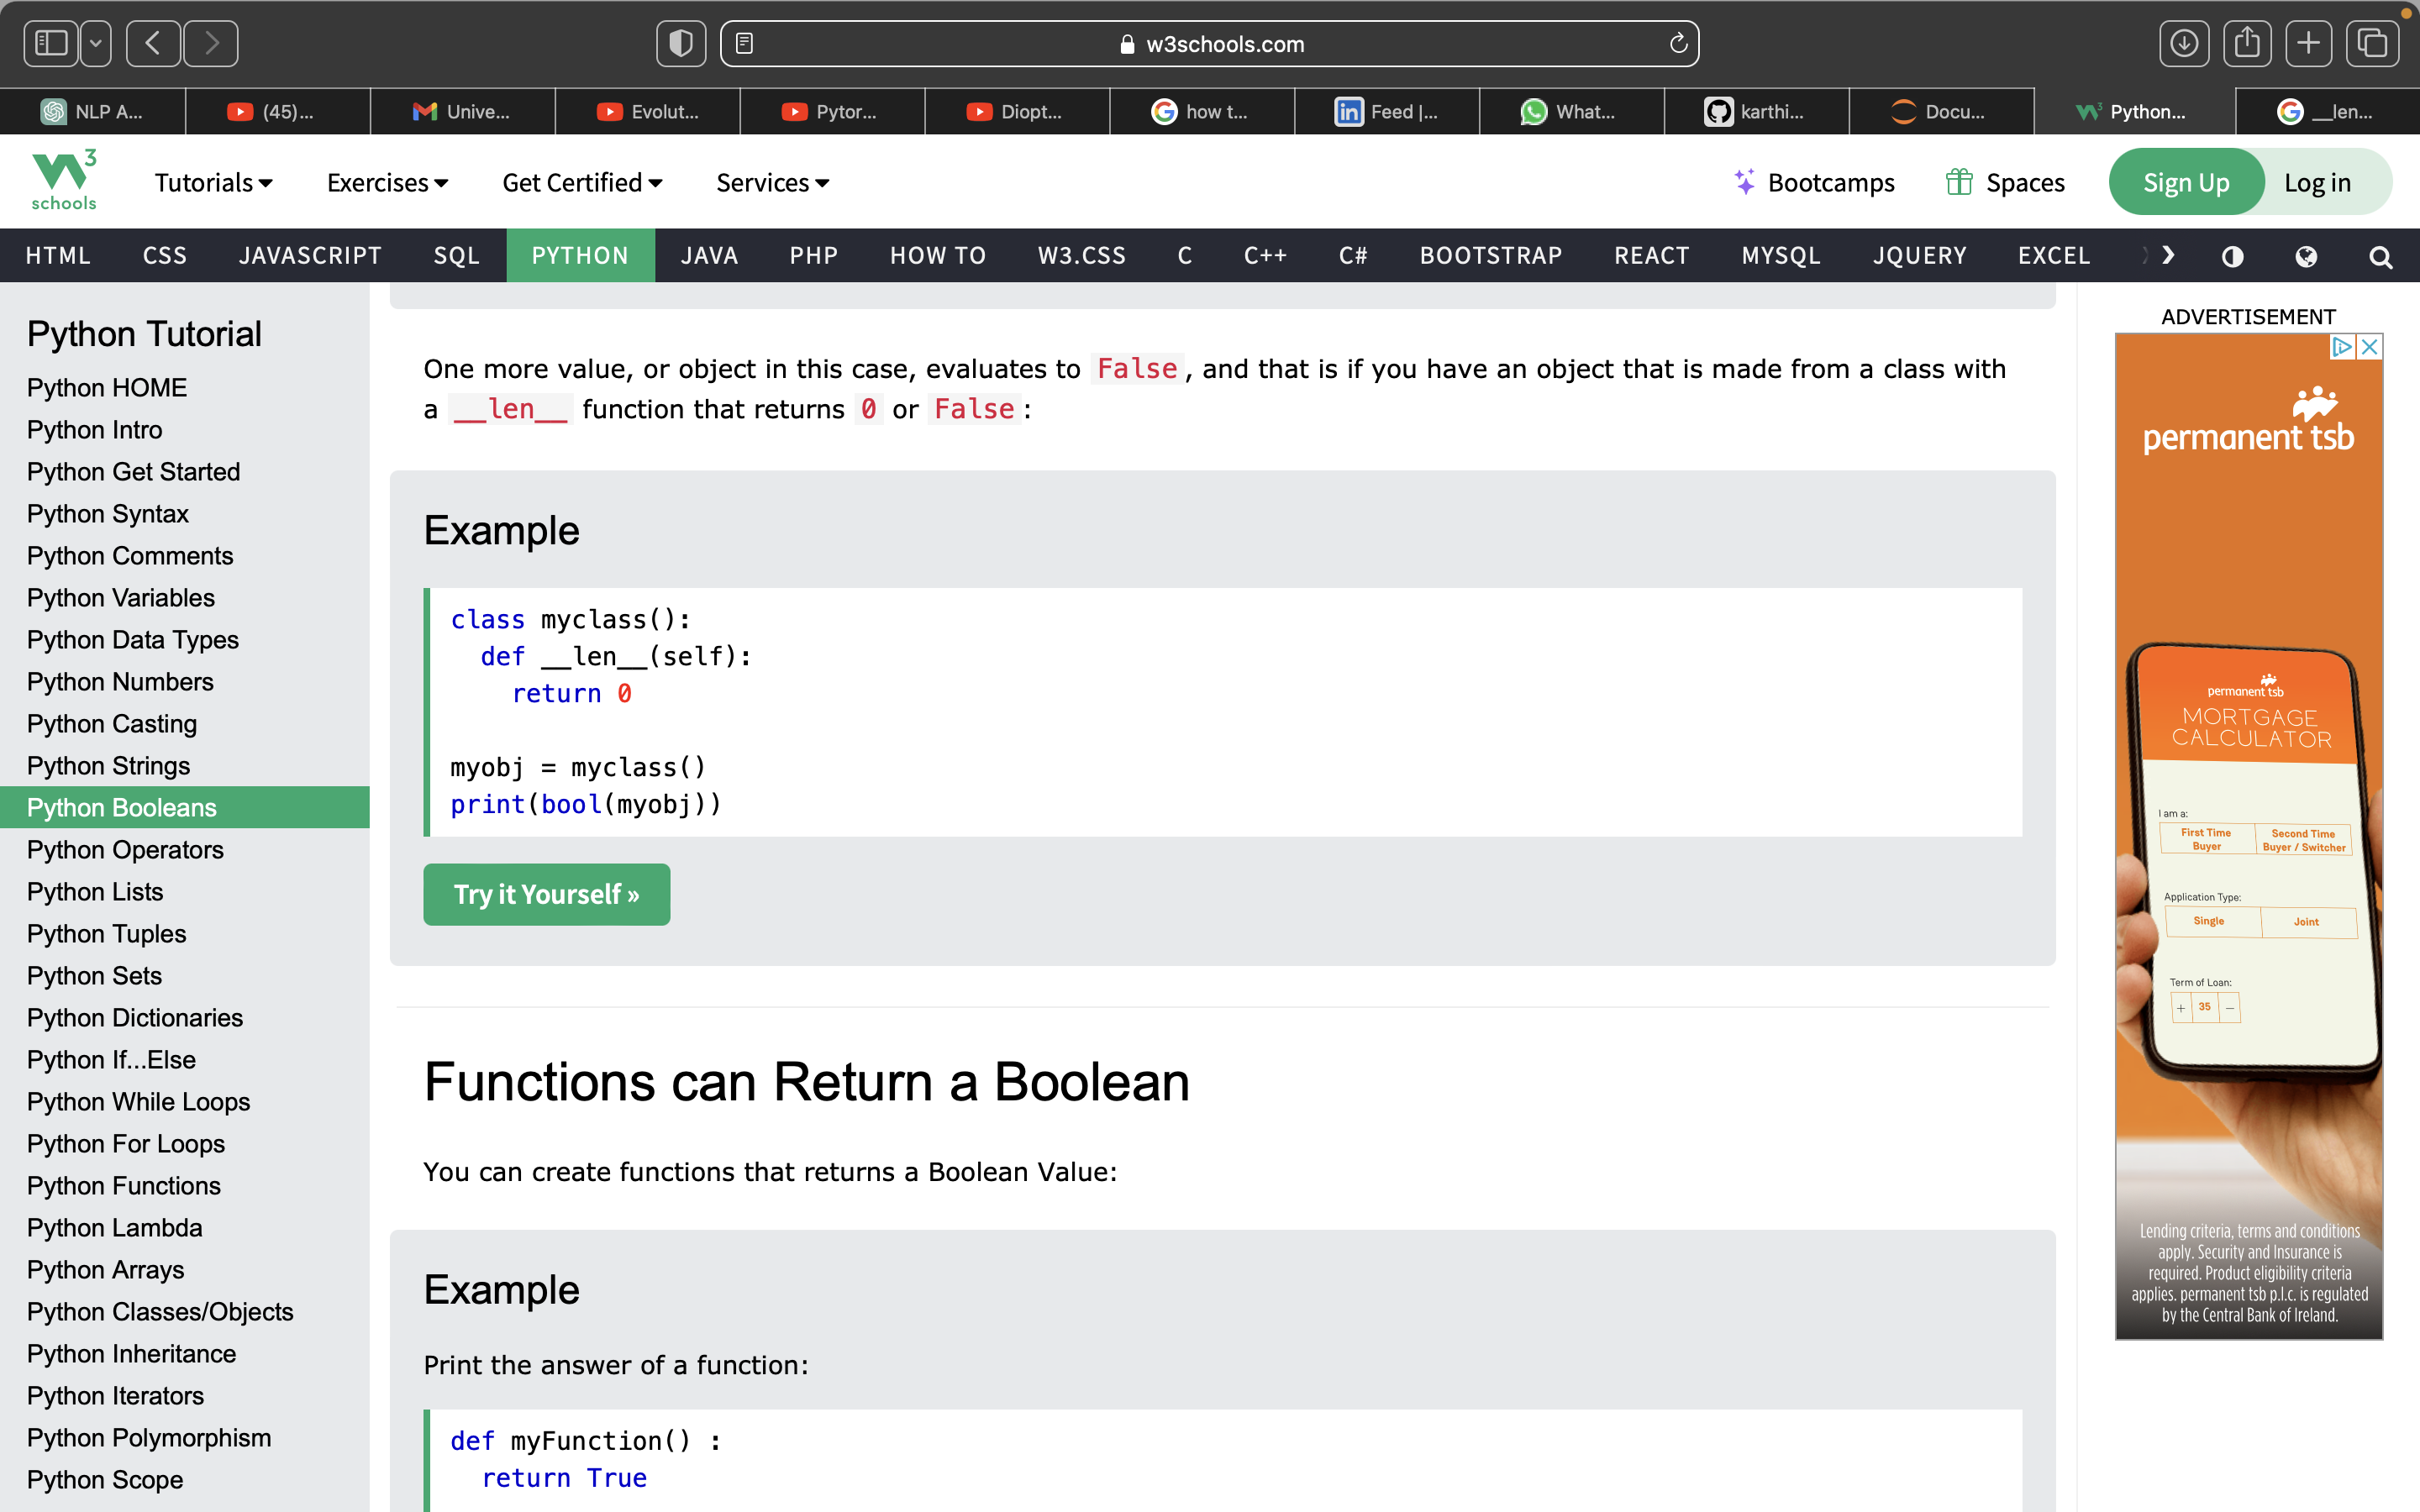 w3schools.com
NLP A...
(45)...
Unive...
Evolut...
Pytor...
Diopt...
how t...
Feed |...
What...
karthi...
Docu...
Python...
__len...
3
schools
Tutorials
Exercises
Get Certified
Services
Bootcamps
Spaces
Sign Up
Log in
HTML
CSS
JAVASCRIPT
SQL
PYTHON
JAVA
PHP
HOW TO
W3.CSS
C
C++
C#
BOOTSTRAP
REACT
MYSQL
JQUERY
EXCEL
Python Tutorial
Python HOME
Python Intro
Python Get Started
Python Syntax
Python Comments
Python Variables
Python Data Types
Python Numbers
Python Casting
Python Strings
Python Booleans
Python Operators
Python Lists
Python Tuples
Python Sets
Python Dictionaries
Python If...Else
Python While Loops
Python For Loops
Python Functions
Python Lambda
Python Arrays
Python Classes/Objects
Python Inheritance
Python Iterators
Python Polymorphism
Python Scope
One more value, or object in this case, evaluates to False, and that is if you have an object that is made from a class with
a __len__ function that returns 0 or False:
Example
class myclass():
  def __len__(self):
    return 0
myobj = myclass()
print(bool(myobj))
Try it Yourself »
Functions can Return a Boolean
You can create functions that returns a Boolean Value:
Example
Print the answer of a function:
def myFunction() :
  return True
ADVERTISEMENT
permanent tsb
permanent tsb
MORTGAGE
CALCULATOR
I am a:
First Time
Buyer
Second Time
Buyer / Switcher
Application Type:
Single
Joint
Term of Loan:
+ 35 −
Lending criteria, terms and conditions
apply. Security and Insurance is
required. Product eligibility criteria
applies. permanent tsb p.l.c. is regulated
by the Central Bank of Ireland.